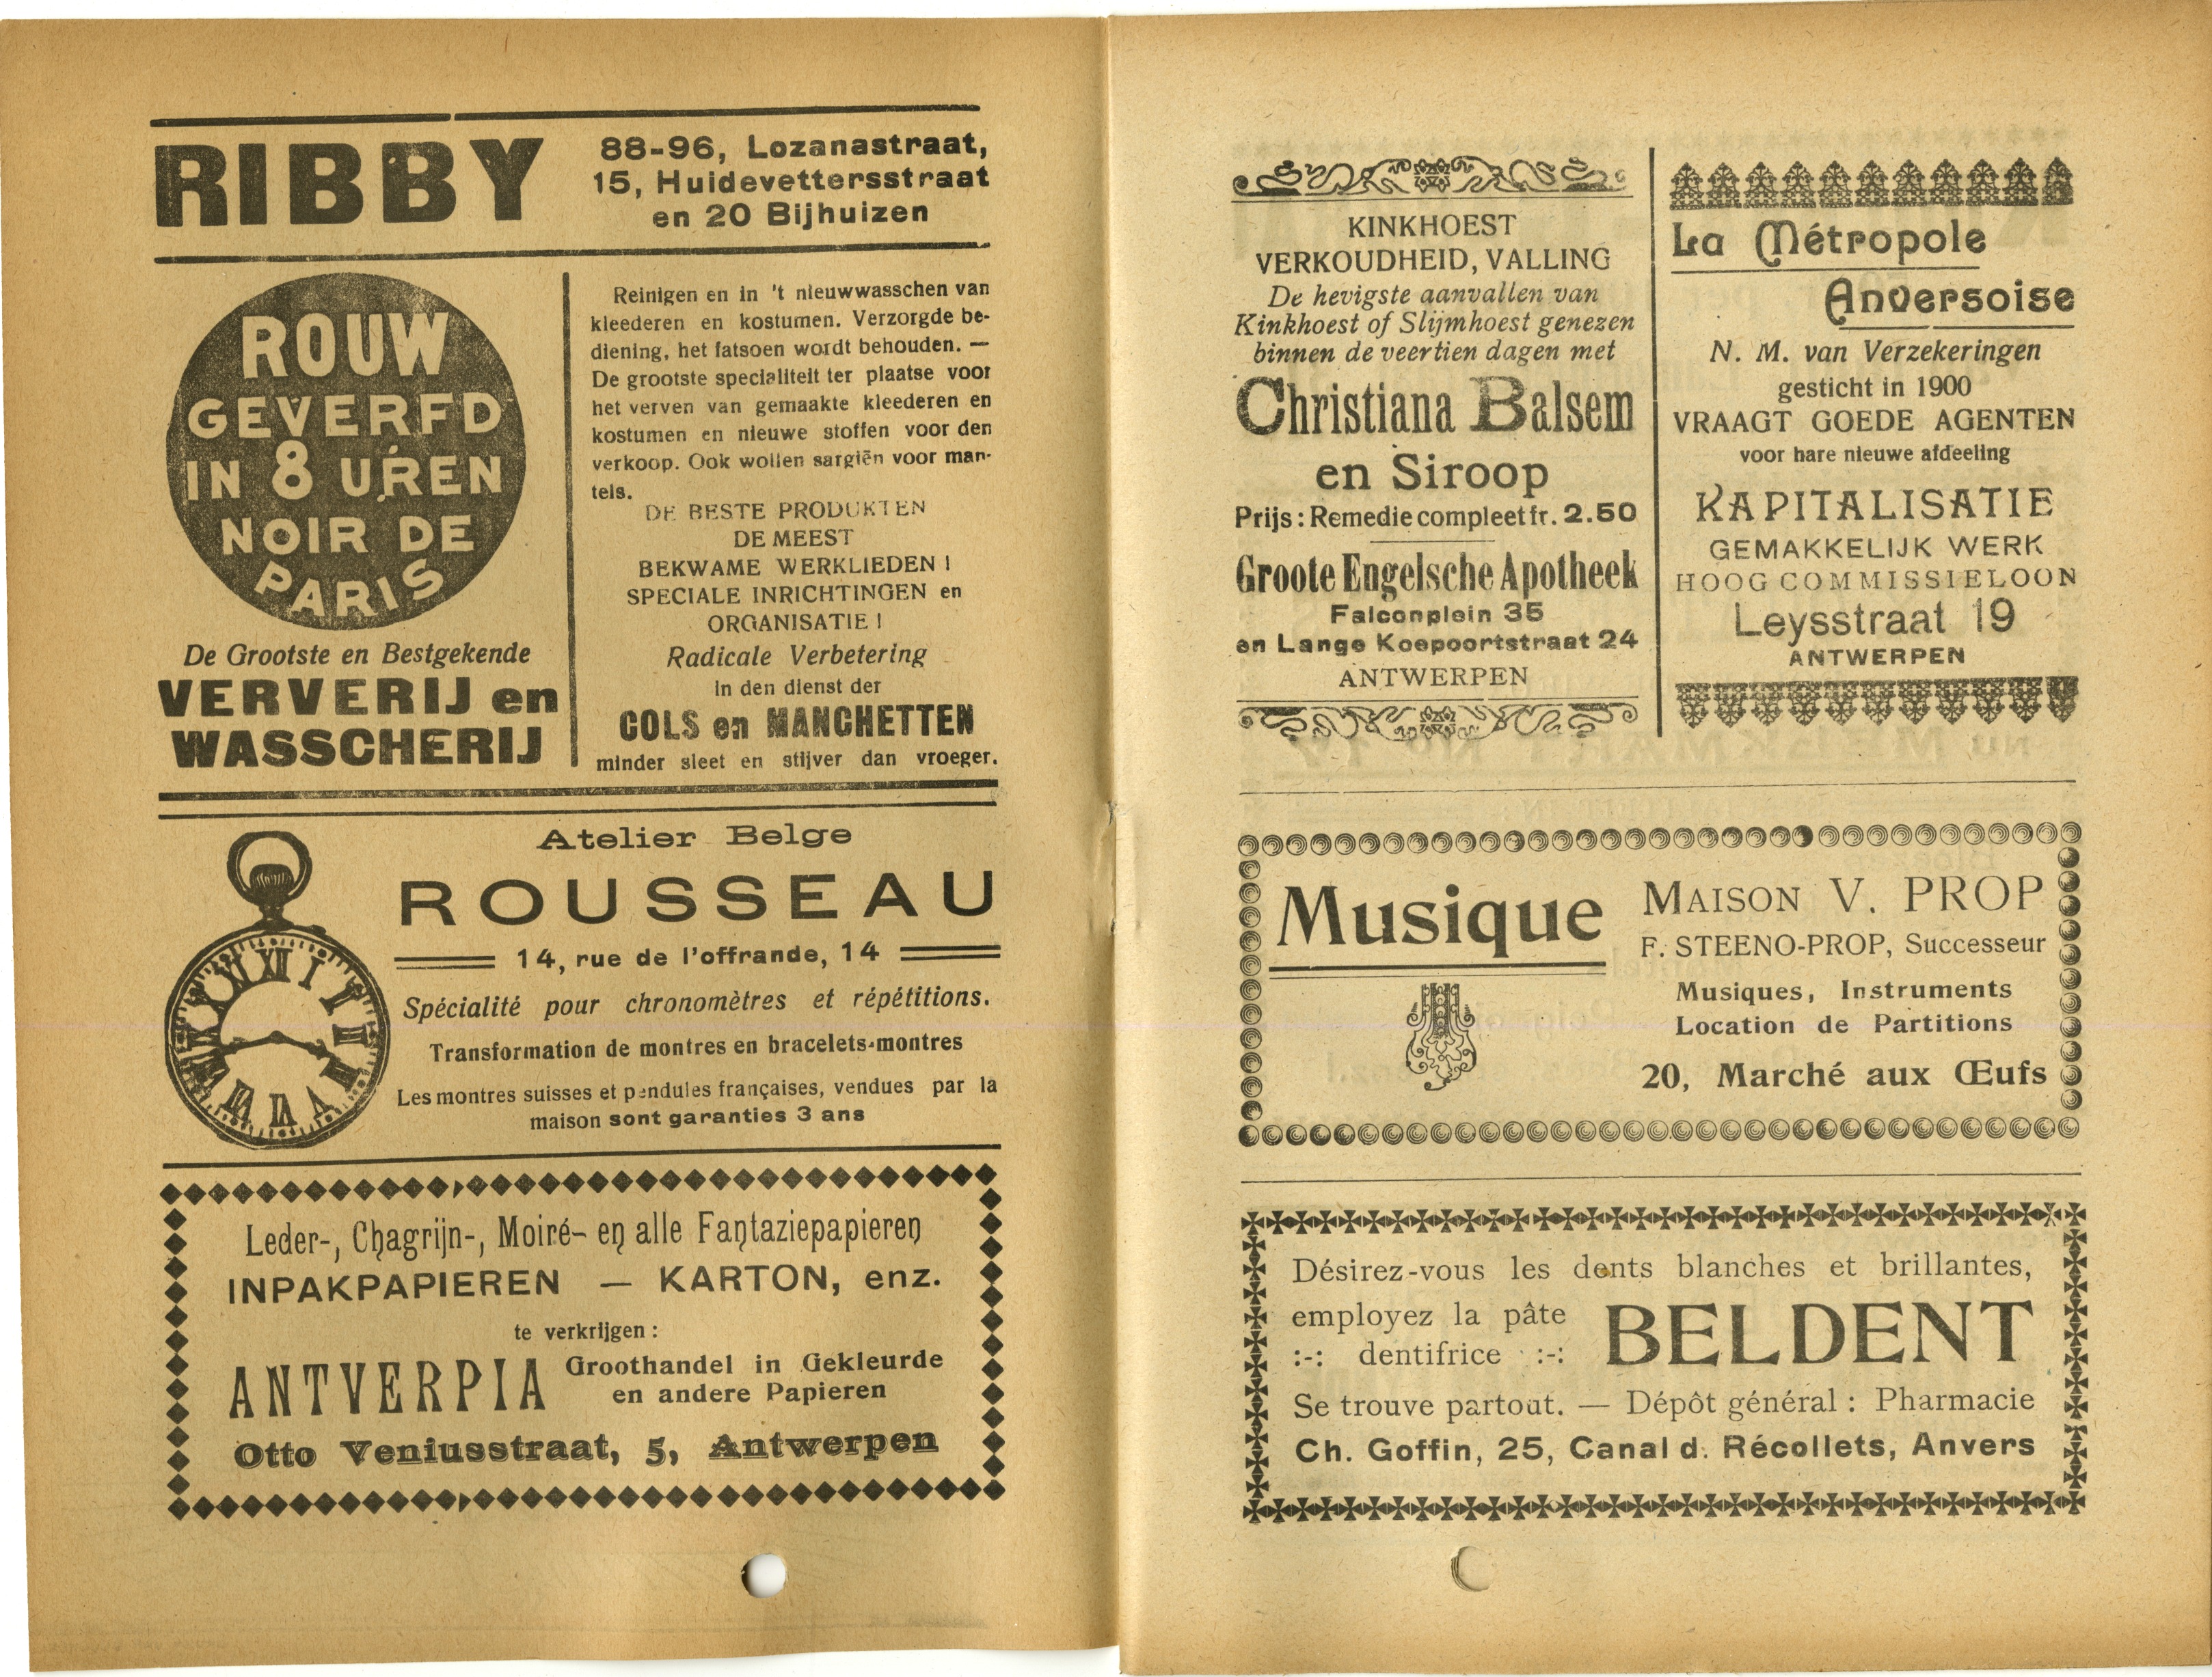 RIBBY
88-96, Lozanastraat,
15, Huidevettersstraat
en 20 Bijhuizen
ROUW
GEVERFD
IN 8 UREN
NOIR DE
PARIS
De Grootste en Bestgekende
VERVERIJ en
WASSCHERIJ
Reinigen en in 't nieuwwasschen van
kleederen en kostumen. Verzorgde be-
diening, het fatsoen wordt behouden. —
De grootste specialiteit ter plaatse voor
het verven van gemaakte kleederen en
kostumen en nieuwe stoffen voor den
verkoop. Ook wollen sargiën voor man-
tels.
DE BESTE PRODUKTEN
DE MEEST
BEKWAME WERKLIEDEN !
SPECIALE INRICHTINGEN en
ORGANISATIE !
Radicale Verbetering
in den dienst der
COLS en MANCHETTEN
minder sleet en stijver dan vroeger.
Atelier Belge
ROUSSEAU
14, rue de l'offrande, 14
Spécialité pour chronomètres et répétitions.
Transformation de montres en bracelets-montres
Les montres suisses et pendules françaises, vendues par la
maison sont garanties 3 ans
XII I II III IIII V VI VII VIII IX X XI
Leder-, Chagrijn-, Moiré- en alle Fantaziepapieren
INPAKPAPIEREN — KARTON, enz.
te verkrijgen :
ANTVERPIA
Groothandel in Gekleurde
en andere Papieren
Otto Veniusstraat, 5, Antwerpen
KINKHOEST
VERKOUDHEID, VALLING
De hevigste aanvallen van
Kinkhoest of Slijmhoest genezen
binnen de veertien dagen met
Christiana Balsem
en Siroop
Prijs : Remedie compleet fr. 2.50
Groote Engelsche Apotheek
Falconplein 35
en Lange Koepoortstraat 24
ANTWERPEN
La Métropole
Anversoise
N. M. van Verzekeringen
gesticht in 1900
VRAAGT GOEDE AGENTEN
voor hare nieuwe afdeeling
KAPITALISATIE
GEMAKKELIJK WERK
HOOG COMMISSIELOON
Leysstraat 19
ANTWERPEN
Musique
MAISON V. PROP
F. STEENO-PROP, Successeur
Musiques, Instruments
Location de Partitions
20, Marché aux Œufs
Désirez-vous les dents blanches et brillantes,
employez la pâte
:-: dentifrice :-:
BELDENT
Se trouve partout. — Dépôt général : Pharmacie
Ch. Goffin, 25, Canal d. Récollets, Anvers